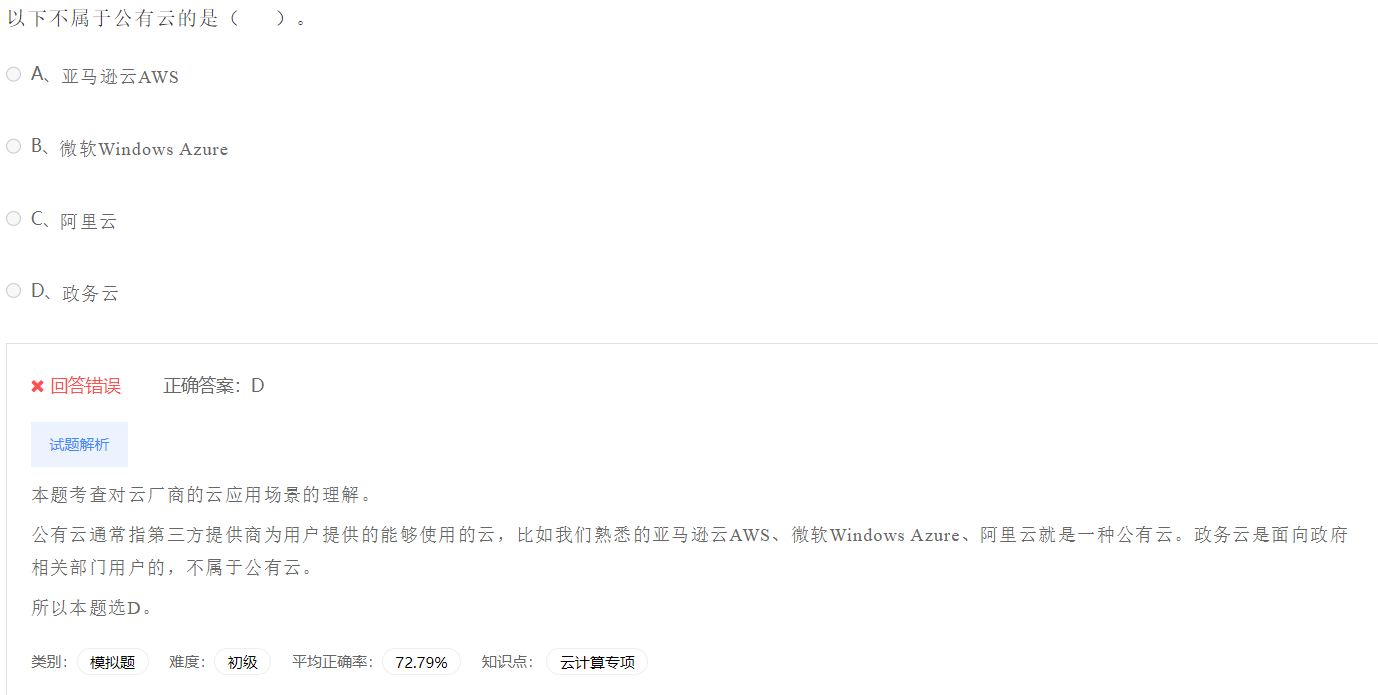 以下不属于公有云的是（　　）。
A、亚马逊云AWS
B、微软Windows Azure
C、阿里云
D、政务云
回答错误 正确答案：D
试题解析
本题考查对云厂商的云应用场景的理解。
公有云通常指第三方提供商为用户提供的能够使用的云，比如我们熟悉的亚马逊云AWS、微软Windows Azure、阿里云就是一种公有云。政务云是面向政府
相关部门用户的，不属于公有云。
所以本题选D。
类别： 模拟题 难度： 初级 平均正确率： 72.79% 知识点： 云计算专项